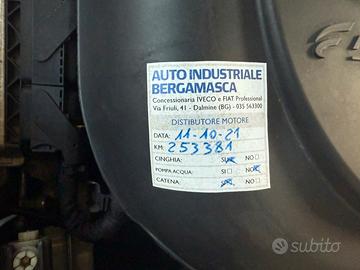 AUTO INDUSTRIALE
BERGAMASCA
Concessionaria IVECO e FIAT Professional
Via Friuli, 41 - Dalmine (BG) - 035 563300
DISTIBUTORE MOTORE
DATA: 11-10-21
KM: 253381
CINGHIA: SI NO
POMPA ACQUA: SI NO
CATENA: SI NO
subito